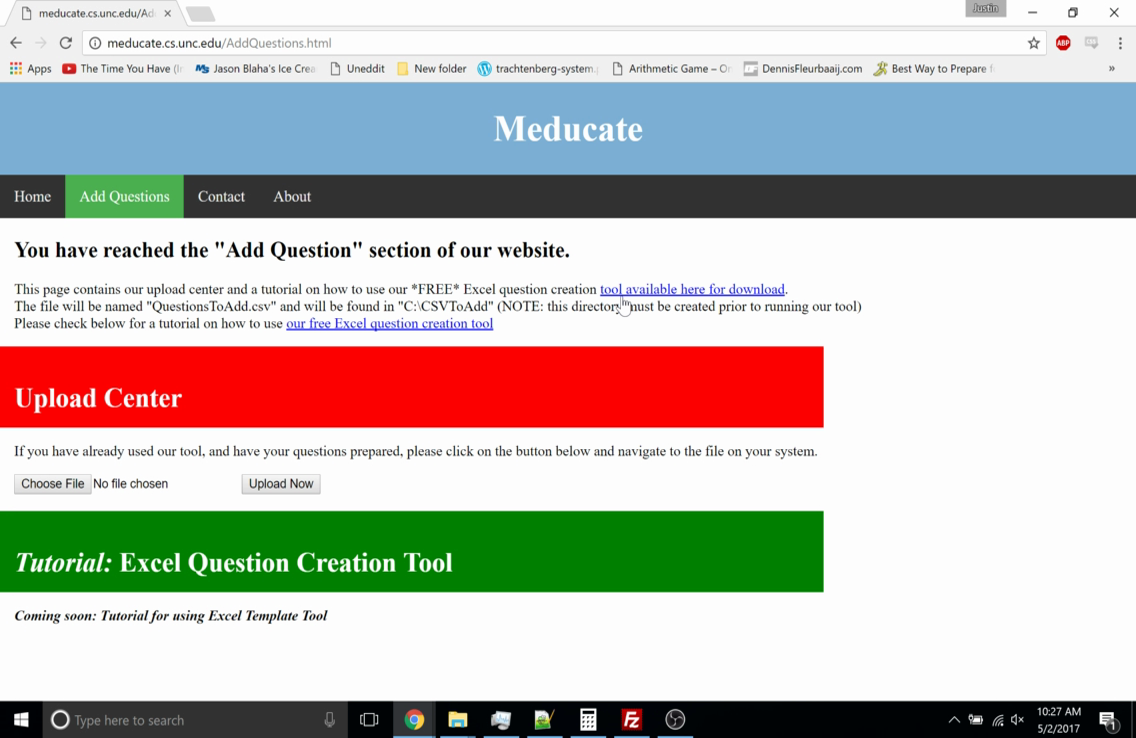 meducate.cs.unc.edu/Ad
Justin
meducate.cs.unc.edu/AddQuestions.html
ABP
Apps
The Time You Have (Ir
Jason Blaha's Ice Crea
Uneddit
New folder
trachtenberg-system.
Arithmetic Game – O
DennisFleurbaaij.com
Best Way to Prepare f
»
Meducate
Home Add Questions Contact About
You have reached the "Add Question" section of our website.
This page contains our upload center and a tutorial on how to use our *FREE* Excel question creation tool available here for download.
The file will be named "QuestionsToAdd.csv" and will be found in "C:\CSVToAdd" (NOTE: this directory must be created prior to running our tool)
Please check below for a tutorial on how to use our free Excel question creation tool
Upload Center
If you have already used our tool, and have your questions prepared, please click on the button below and navigate to the file on your system.
Choose File No file chosen Upload Now
Tutorial: Excel Question Creation Tool
Coming soon: Tutorial for using Excel Template Tool
Type here to search
Fz
10:27 AM
5/2/2017
1